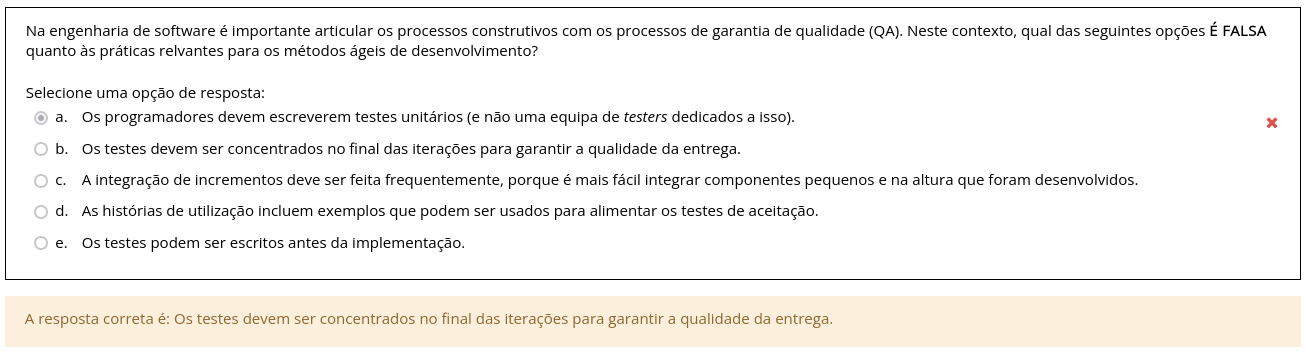 Na engenharia de software é importante articular os processos construtivos com os processos de garantia de qualidade (QA). Neste contexto, qual das seguintes opções É FALSA
quanto às práticas relvantes para os métodos ágeis de desenvolvimento?
Selecione uma opção de resposta:
a. Os programadores devem escreverem testes unitários (e não uma equipa de testers dedicados a isso).
b. Os testes devem ser concentrados no final das iterações para garantir a qualidade da entrega.
c. A integração de incrementos deve ser feita frequentemente, porque é mais fácil integrar componentes pequenos e na altura que foram desenvolvidos.
d. As histórias de utilização incluem exemplos que podem ser usados para alimentar os testes de aceitação.
e. Os testes podem ser escritos antes da implementação.
A resposta correta é: Os testes devem ser concentrados no final das iterações para garantir a qualidade da entrega.